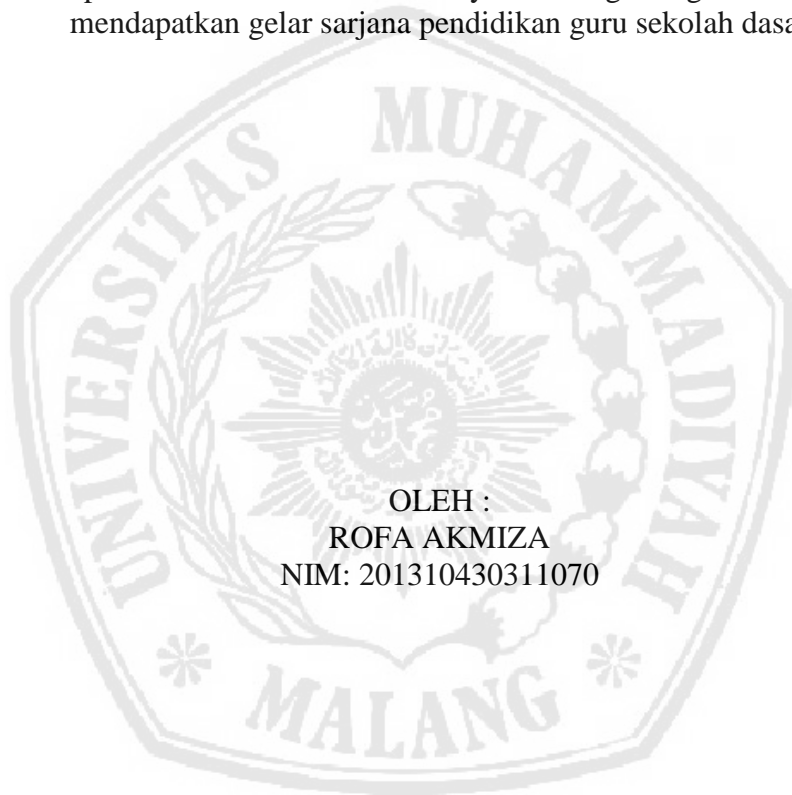 mendapatkan gelar sarjana pendidikan guru sekolah dasa
UNIVERSITAS MUHAMMADIYAH
OLEH :
ROFA AKMIZA
NIM: 201310430311070
MALANG